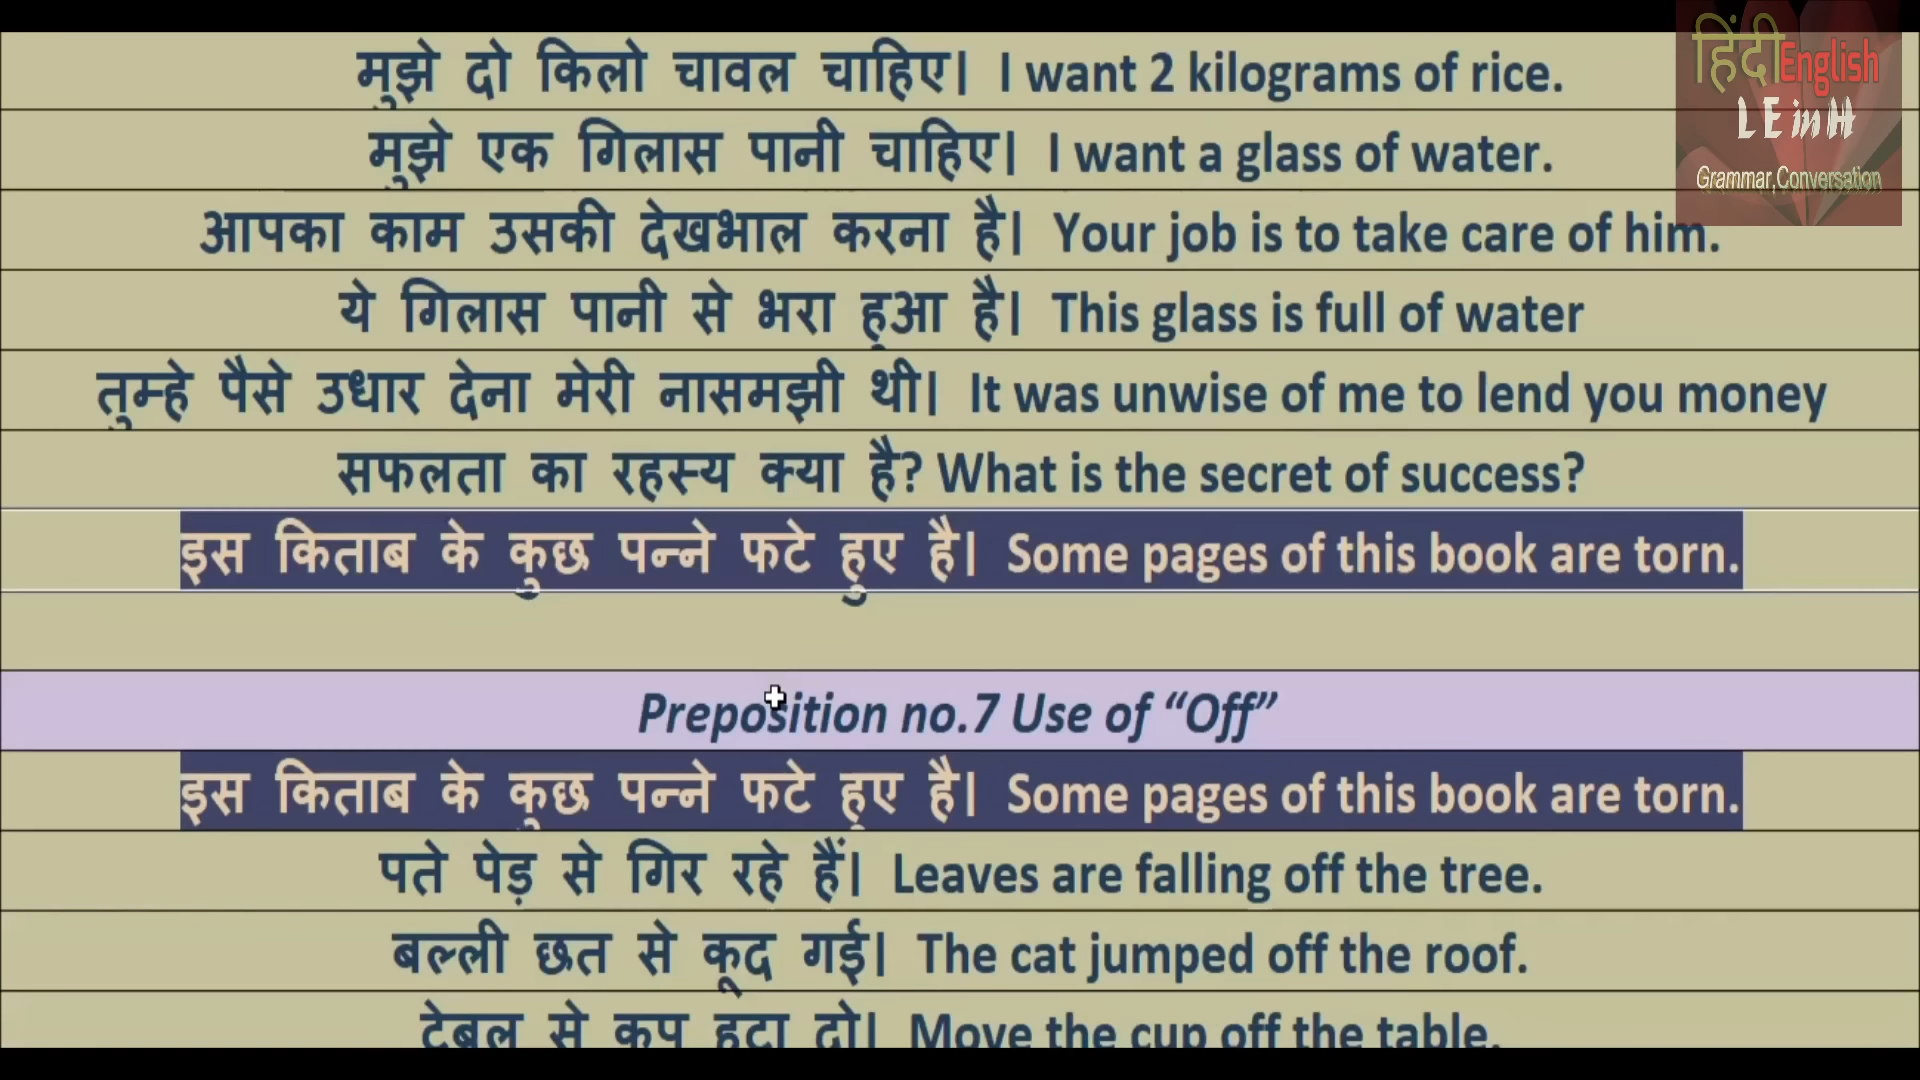 मुझे दो किलो चावल चाहिए| I want 2 kilograms of rice.
हिंदी English
L E in H
Grammar,Conversation
मुझे एक गिलास पानी चाहिए| I want a glass of water.
आपका काम उसकी देखभाल करना है| Your job is to take care of him.
ये गिलास पानी से भरा हुआ है| This glass is full of water
तुम्हे पैसे उधार देना मेरी नासमझी थी| It was unwise of me to lend you money
सफलता का रहस्य क्या है? What is the secret of success?
इस किताब के कुछ पन्ने फटे हुए है| Some pages of this book are torn.
Preposition no.7 Use of “Off”
इस किताब के कुछ पन्ने फटे हुए है| Some pages of this book are torn.
पते पेड़ से गिर रहे हैं| Leaves are falling off the tree.
बल्ली छत से कूद गई| The cat jumped off the roof.
टेबल से कप हटा दो| Move the cup off the table.